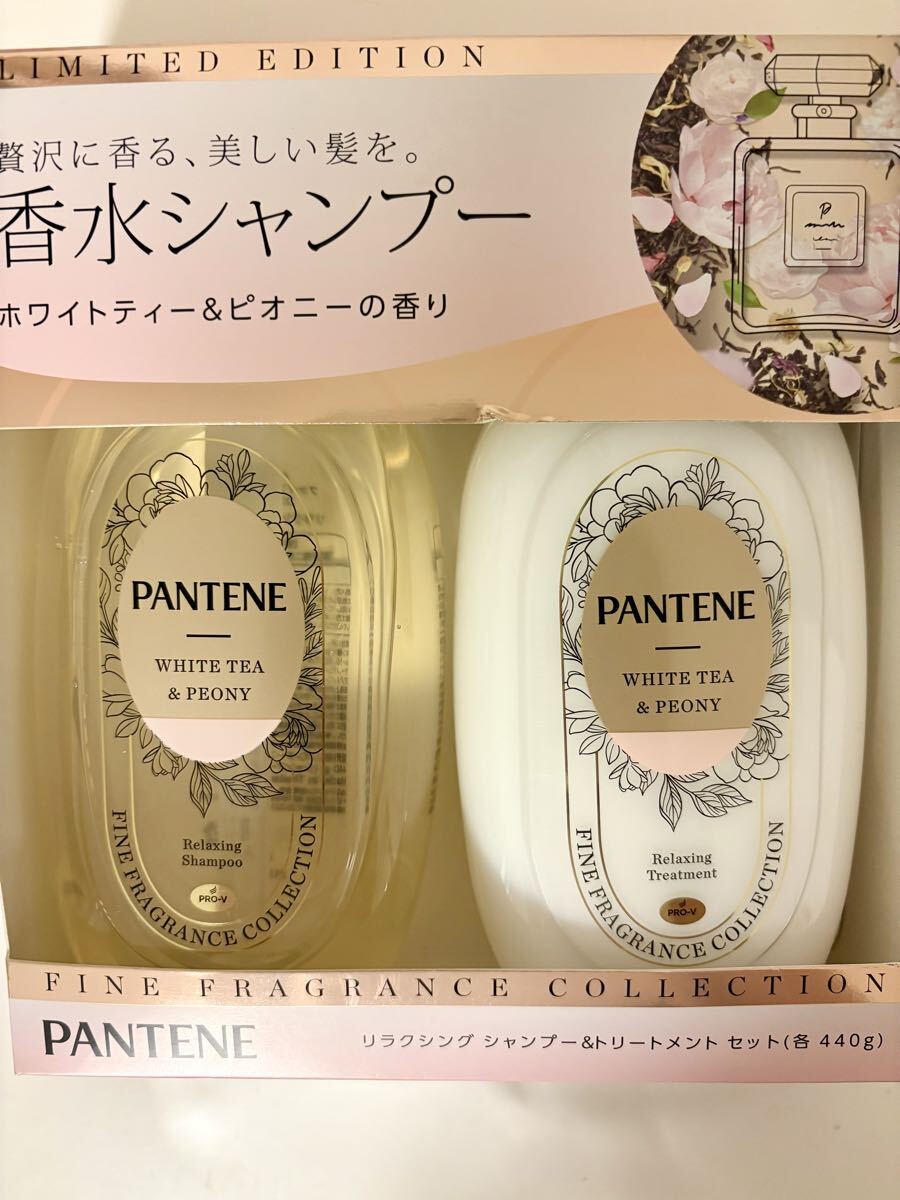 LIMITED EDITION
贅沢に香る、美しい髪を。
香水シャンプー
ホワイトティー&ピオニーの香り
P
PANTENE
WHITE TEA
& PEONY
Relaxing
Shampoo
PRO-V
FINE FRAGRANCE COLLECTION
PANTENE
WHITE TEA
& PEONY
Relaxing
Treatment
PRO-V
FINE FRAGRANCE COLLECTION
FINE FRAGRANCE COLLECTION
PANTENE
リラクシング シャンプー&トリートメント セット(各 440g)